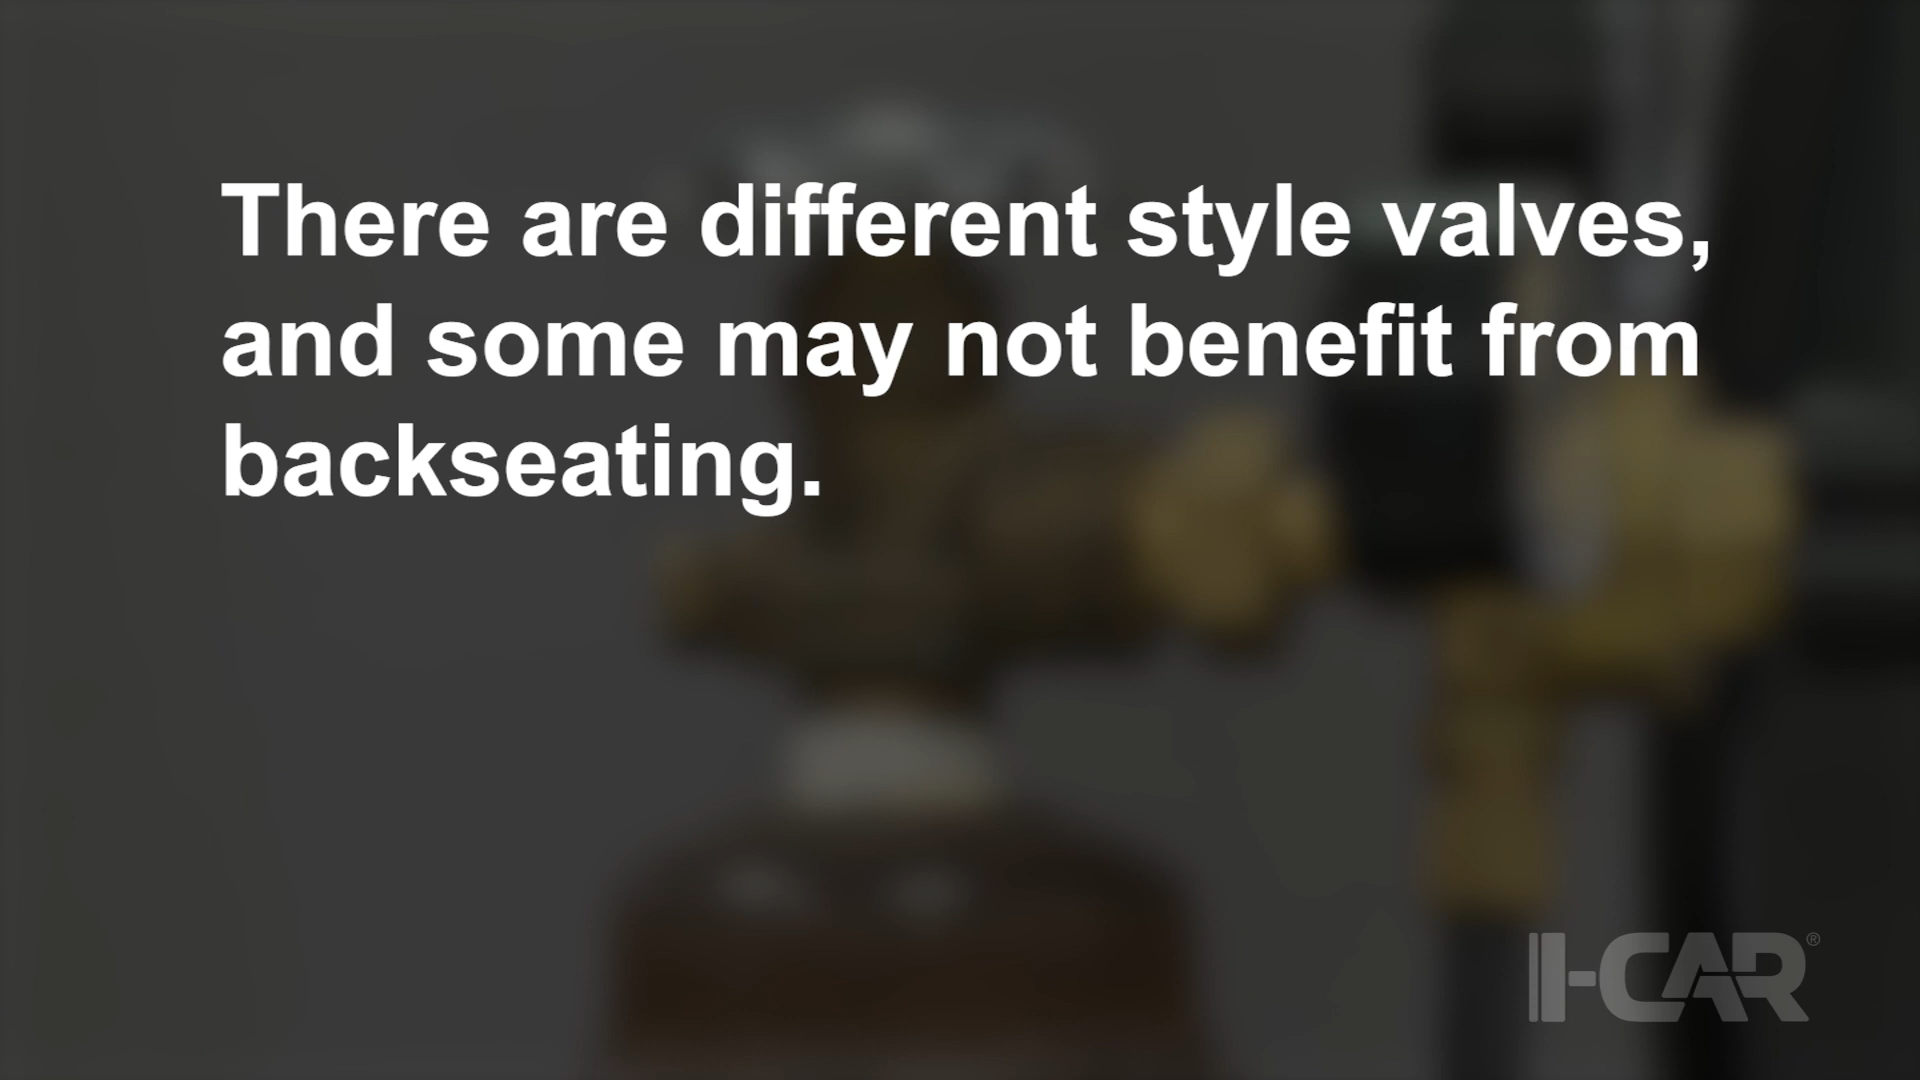 There are different style valves,
and some may not benefit from
backseating.
I-CAR®